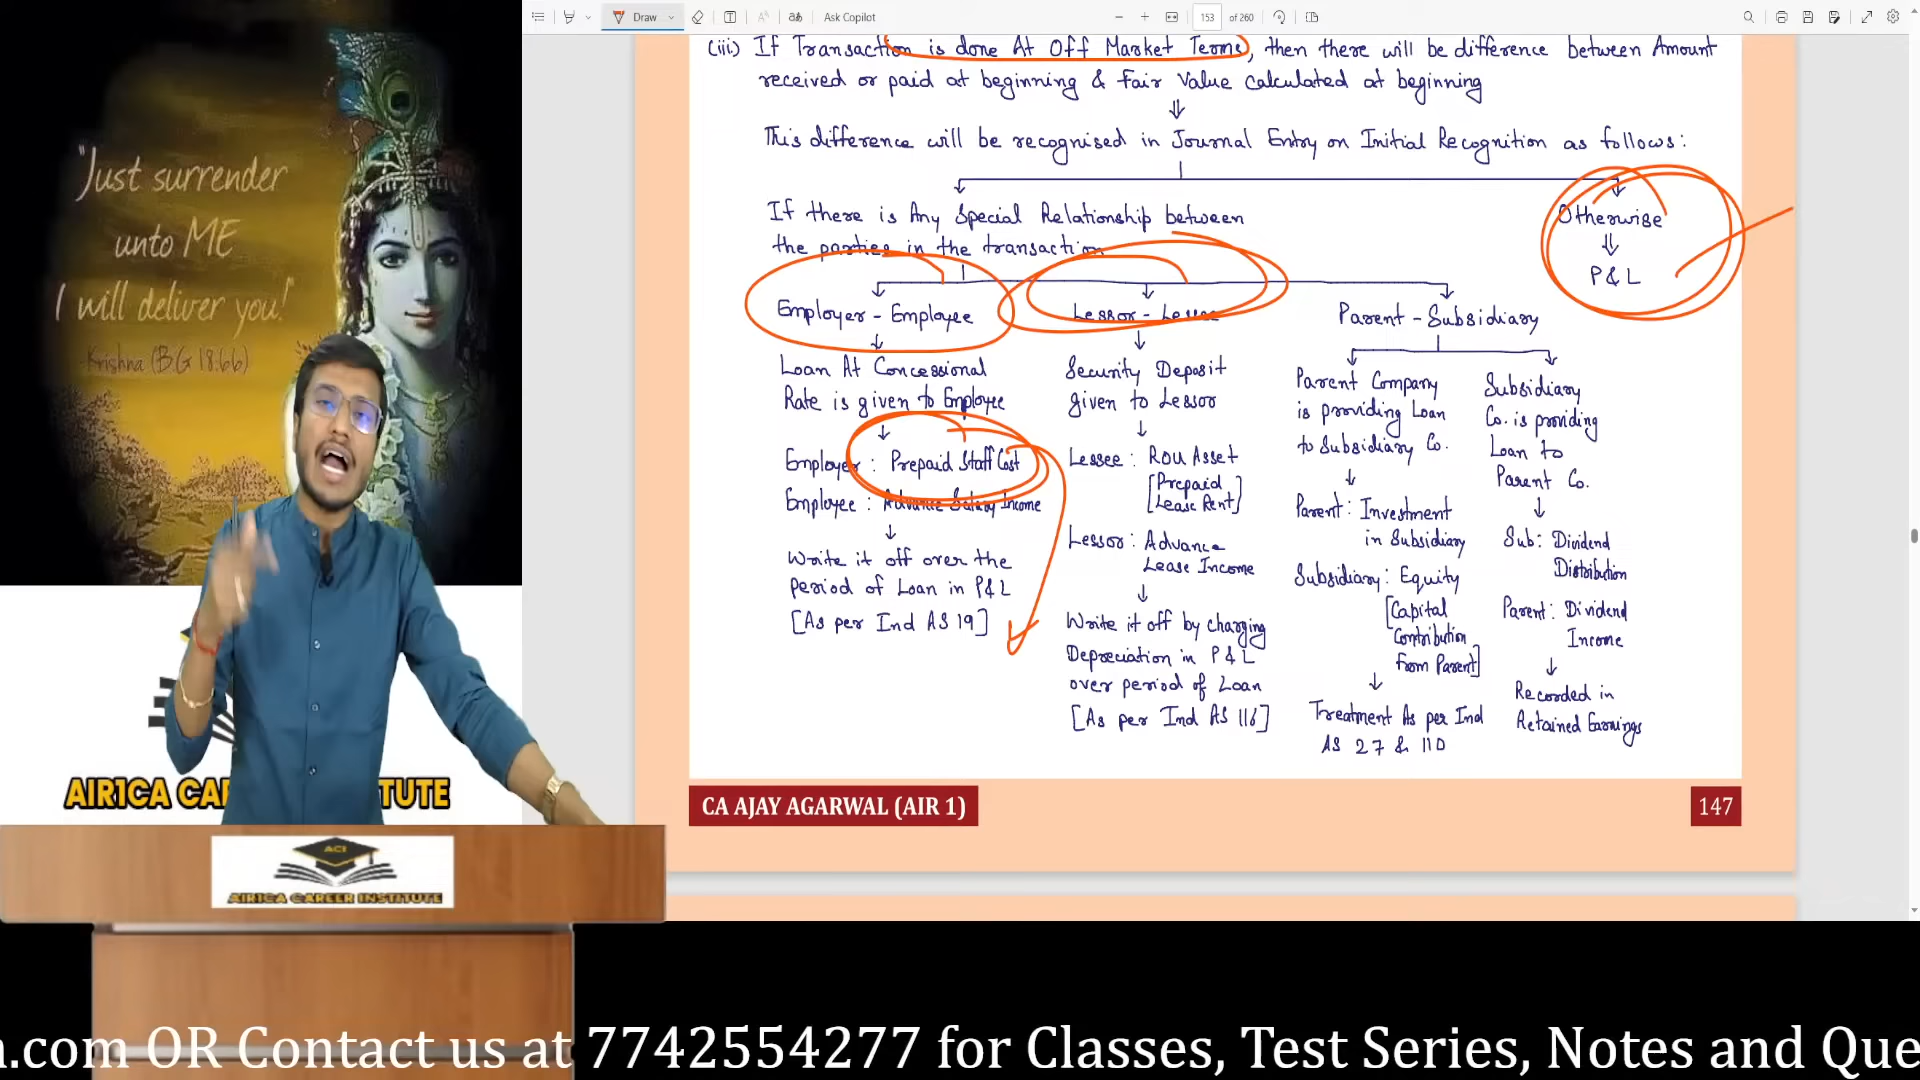 Draw
Ask Copilot
153 of 260
"Just surrender
unto ME
I will deliver you!"
Krishna (B.G 18.66)
(iii) If Transaction is done At Off Market Terms, then there will be difference between Amount
received or paid at beginning & Fair Value calculated at beginning
⇓
This difference will be recognised in Journal Entry on Initial Recognition as follows:
If there is Any Special Relationship between
the parties in the transaction
Otherwise
⇓
P & L
Employer - Employee
Loan At Concessional
Rate is given to Employee
Employer : Prepaid Staff Cost
Employee : Advance Salary Income
Write it off over the
period of Loan in P&L
[As per Ind AS 19]
Lessor - Lessee
Security Deposit
given to Lessor
Lessee : ROU Asset
[Prepaid
Lease Rent]
Lessor : Advance
Lease Income
Write it off by charging
Depreciation in P&L
over period of Loan
[As per Ind AS 116]
Parent - Subsidiary
Parent Company
is providing Loan
to Subsidiary Co.
Parent : Investment
in Subsidiary
Subsidiary : Equity
[Capital
Contribution
from Parent]
Treatment As per Ind
AS 27 & 110
Subsidiary
Co. is providing
Loan to
Parent Co.
Sub : Dividend
Distribution
Parent : Dividend
Income
Recorded in
Retained Earnings
CA AJAY AGARWAL (AIR 1)
147
AIR1CA CA
TUTE
ACI
AIR1CA CAREER INSTITUTE
n.com OR Contact us at 7742554277 for Classes, Test Series, Notes and Que